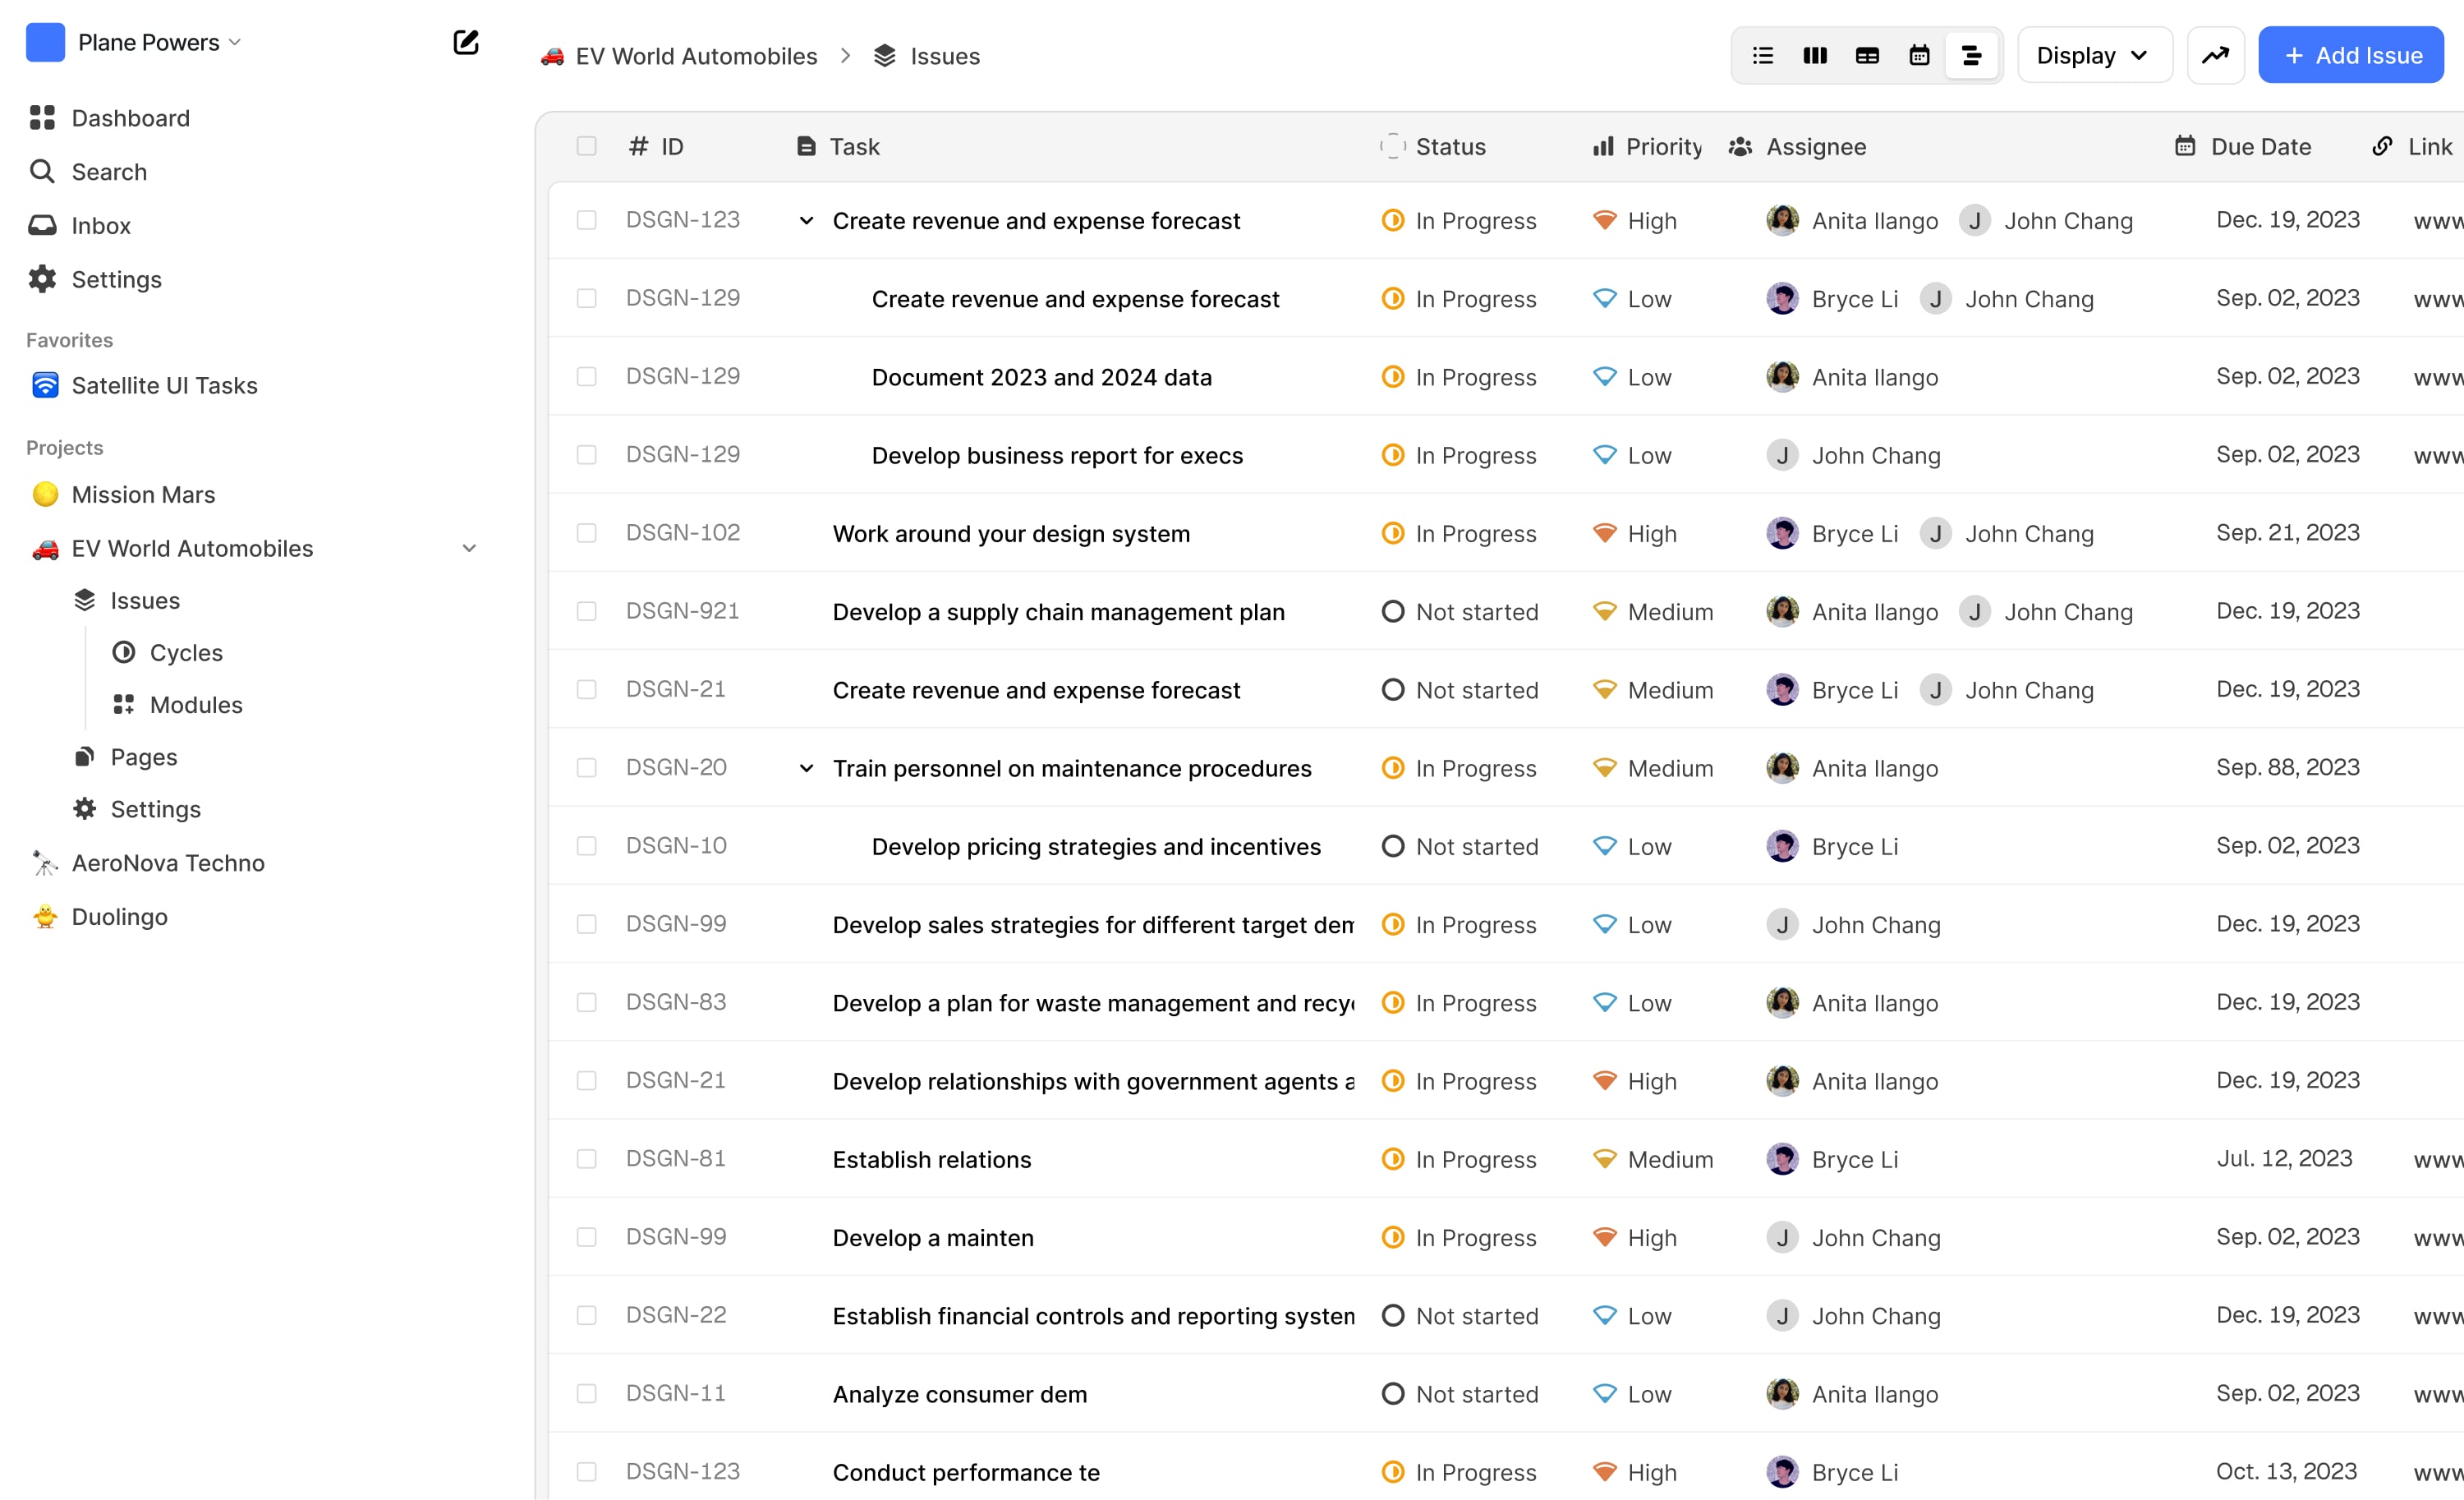 Plane Powers
Dashboard
Search
Inbox
Settings
Favorites
Satellite UI Tasks
Projects
Mission Mars
EV World Automobiles
Issues
Cycles
Modules
Pages
Settings
AeroNova Techno
Duolingo
EV World Automobiles > Issues
Display
+ Add Issue
# ID Task Status Priority Assignee Due Date Link
DSGN-123 Create revenue and expense forecast In Progress High Anita Ilango J John Chang Dec. 19, 2023 www
DSGN-129 Create revenue and expense forecast In Progress Low Bryce Li J John Chang Sep. 02, 2023 www
DSGN-129 Document 2023 and 2024 data In Progress Low Anita Ilango Sep. 02, 2023 www
DSGN-129 Develop business report for execs In Progress Low J John Chang Sep. 02, 2023 www
DSGN-102 Work around your design system In Progress High Bryce Li J John Chang Sep. 21, 2023
DSGN-921 Develop a supply chain management plan Not started Medium Anita Ilango J John Chang Dec. 19, 2023
DSGN-21 Create revenue and expense forecast Not started Medium Bryce Li J John Chang Dec. 19, 2023
DSGN-20 Train personnel on maintenance procedures In Progress Medium Anita Ilango Sep. 88, 2023
DSGN-10 Develop pricing strategies and incentives Not started Low Bryce Li Sep. 02, 2023
DSGN-99 Develop sales strategies for different target dem In Progress Low J John Chang Dec. 19, 2023
DSGN-83 Develop a plan for waste management and recyc In Progress Low Anita Ilango Dec. 19, 2023
DSGN-21 Develop relationships with government agents a In Progress High Anita Ilango Dec. 19, 2023
DSGN-81 Establish relations In Progress Medium Bryce Li Jul. 12, 2023 www
DSGN-99 Develop a mainten In Progress High J John Chang Sep. 02, 2023 www
DSGN-22 Establish financial controls and reporting system Not started Low J John Chang Dec. 19, 2023 www
DSGN-11 Analyze consumer dem Not started Low Anita Ilango Sep. 02, 2023 www
DSGN-123 Conduct performance te In Progress High Bryce Li Oct. 13, 2023 www